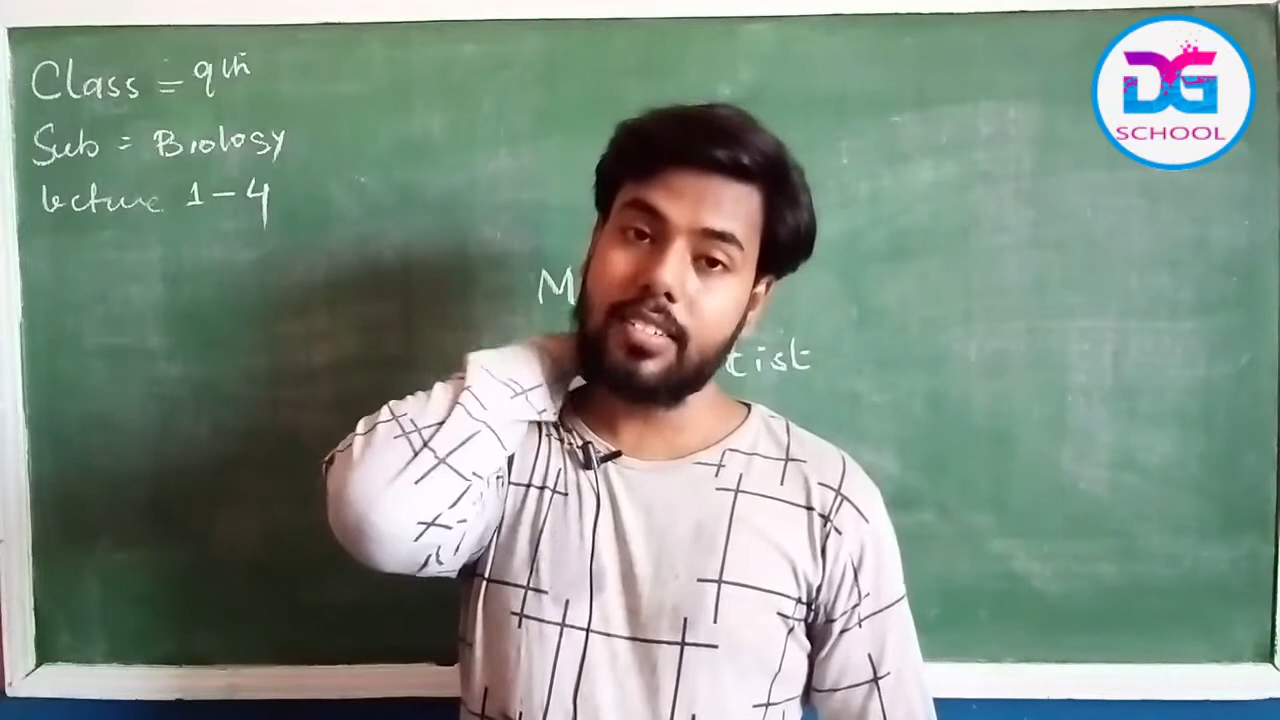 Class = 9th
Sub = Biology
lecture 1-4
DG
SCHOOL